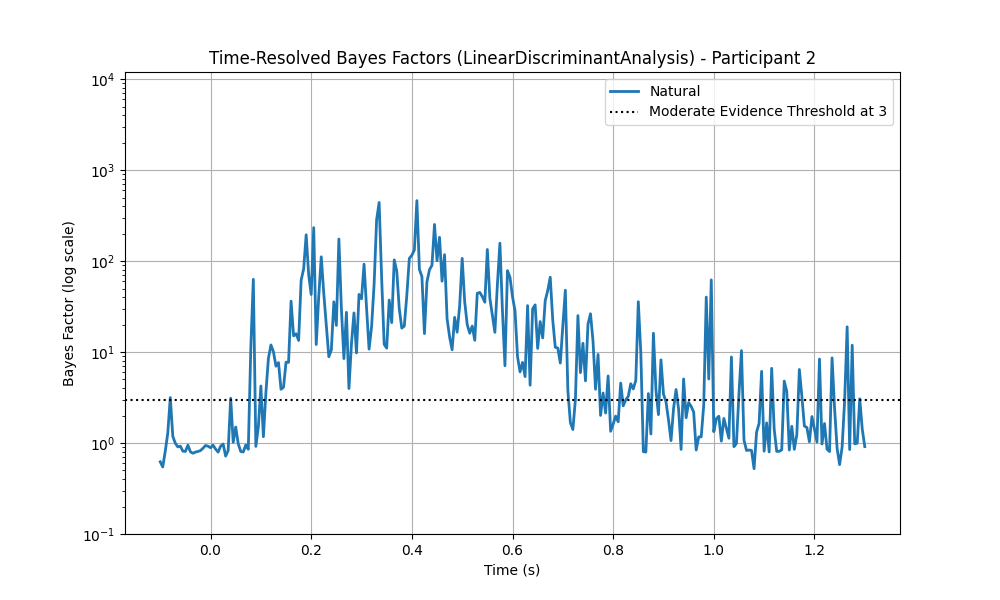 Time-Resolved Bayes Factors (LinearDiscriminantAnalysis) - Participant 2
Natural
Moderate Evidence Threshold at 3
Bayes Factor (log scale)
10⁴
10³
10²
10¹
10⁰
10⁻¹
0.0 0.2 0.4 0.6 0.8 1.0 1.2
Time (s)